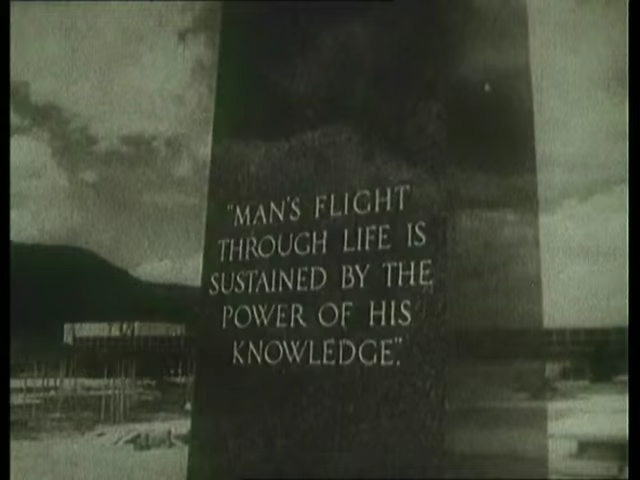 "MAN'S FLIGHT
THROUGH LIFE IS
SUSTAINED BY THE
POWER OF HIS
KNOWLEDGE."